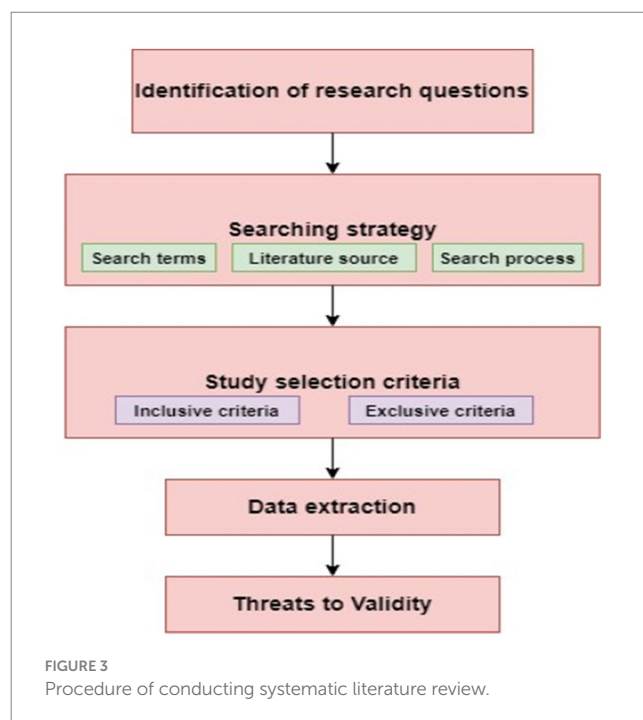 Identification of research questions
Searching strategy
Search terms
Literature source
Search process
Study selection criteria
Inclusive criteria
Exclusive criteria
Data extraction
Threats to Validity
FIGURE 3
Procedure of conducting systematic literature review.